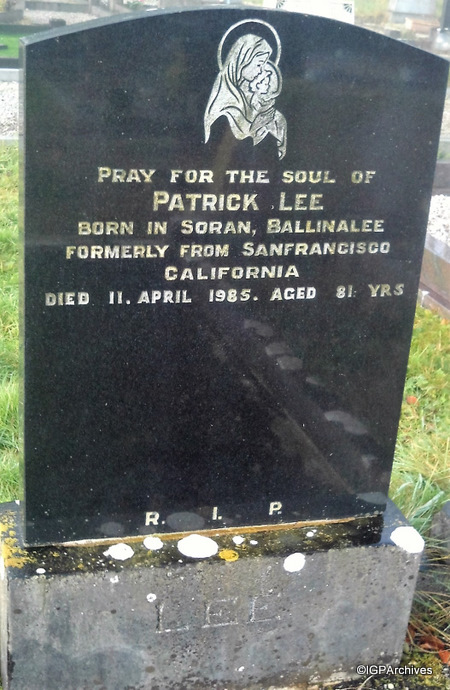 PRAY FOR THE SOUL OF
PATRICK LEE
BORN IN SORAN, BALLINALEE
FORMERLY FROM SANFRANCISCO
CALIFORNIA
DIED 11. APRIL 1985. AGED 81 YRS
R. I. P.
LEE
©IGPArchives